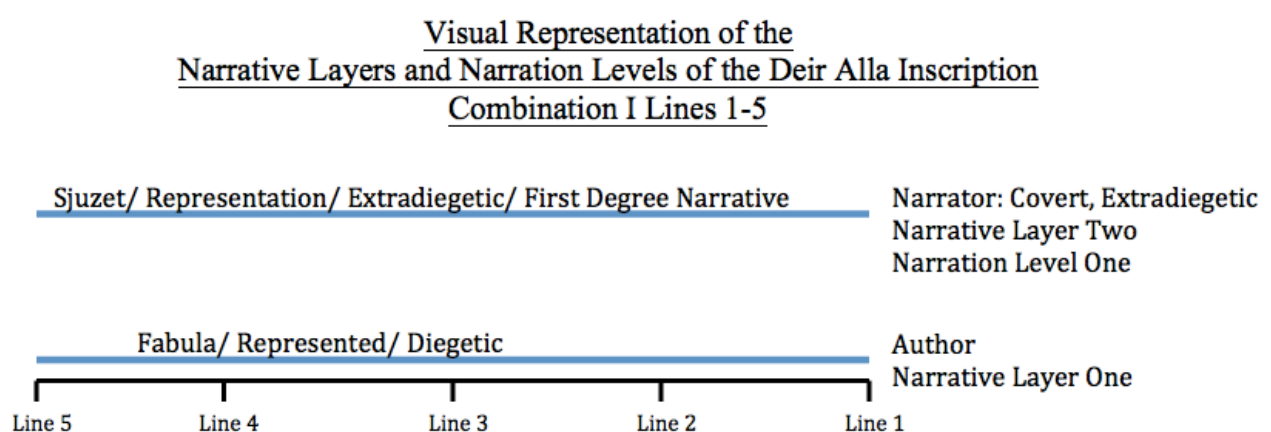 Visual Representation of the
Narrative Layers and Narration Levels of the Deir Alla Inscription
Combination I Lines 1-5
Sjuzet/ Representation/ Extradiegetic/ First Degree Narrative
Narrator: Covert, Extradiegetic
Narrative Layer Two
Narration Level One
Fabula/ Represented/ Diegetic
Author
Narrative Layer One
Line 5 Line 4 Line 3 Line 2 Line 1